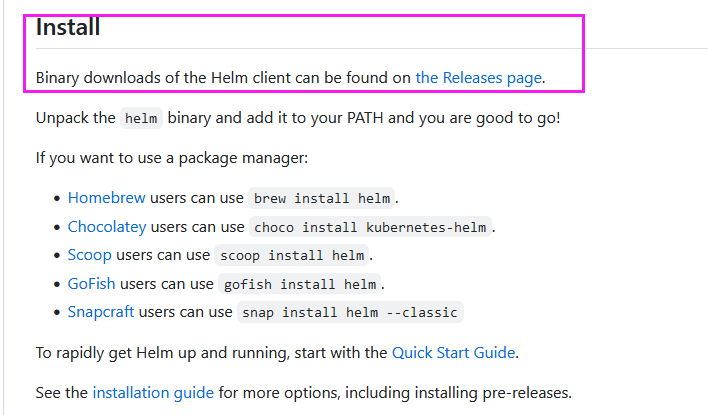 Install
Binary downloads of the Helm client can be found on the Releases page.
Unpack the helm binary and add it to your PATH and you are good to go!
If you want to use a package manager:
• Homebrew users can use brew install helm.
• Chocolatey users can use choco install kubernetes-helm.
• Scoop users can use scoop install helm.
• GoFish users can use gofish install helm.
• Snapcraft users can use snap install helm --classic
To rapidly get Helm up and running, start with the Quick Start Guide.
See the installation guide for more options, including installing pre-releases.